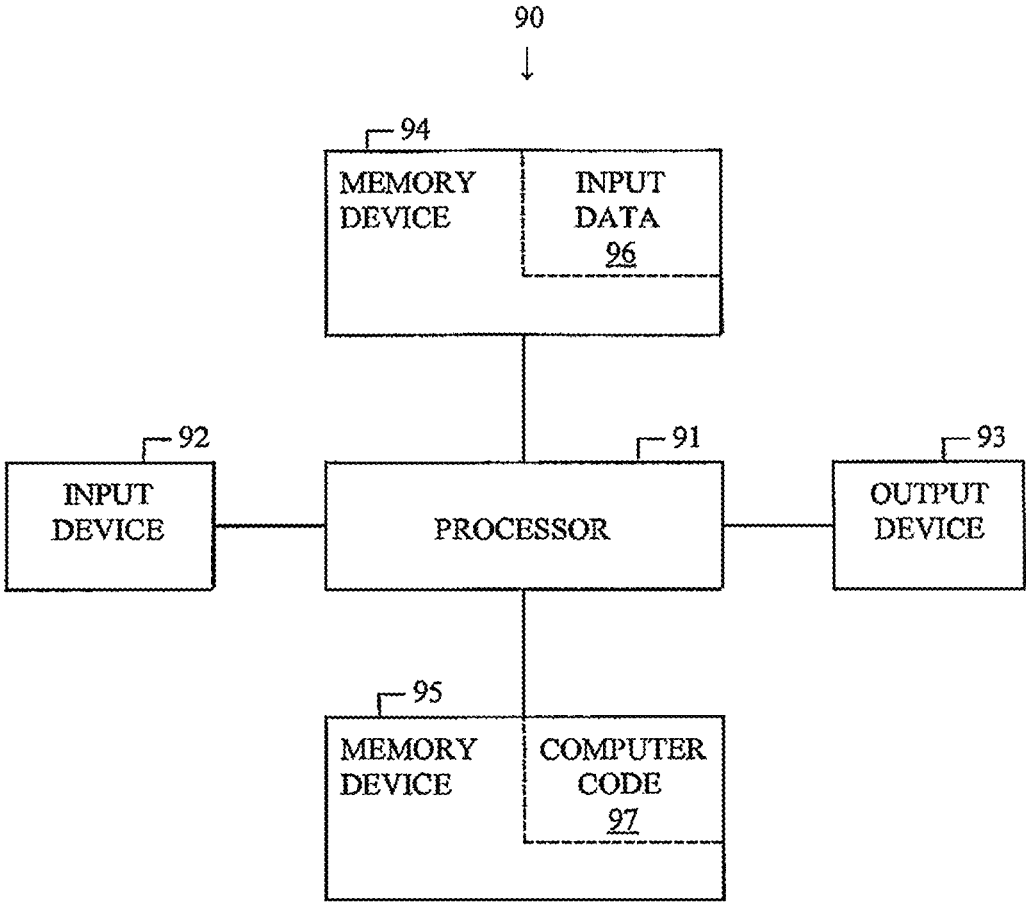 90
↓
94
MEMORY
DEVICE
INPUT
DATA
96
92
INPUT
DEVICE
91
PROCESSOR
93
OUTPUT
DEVICE
95
MEMORY
DEVICE
COMPUTER
CODE
97